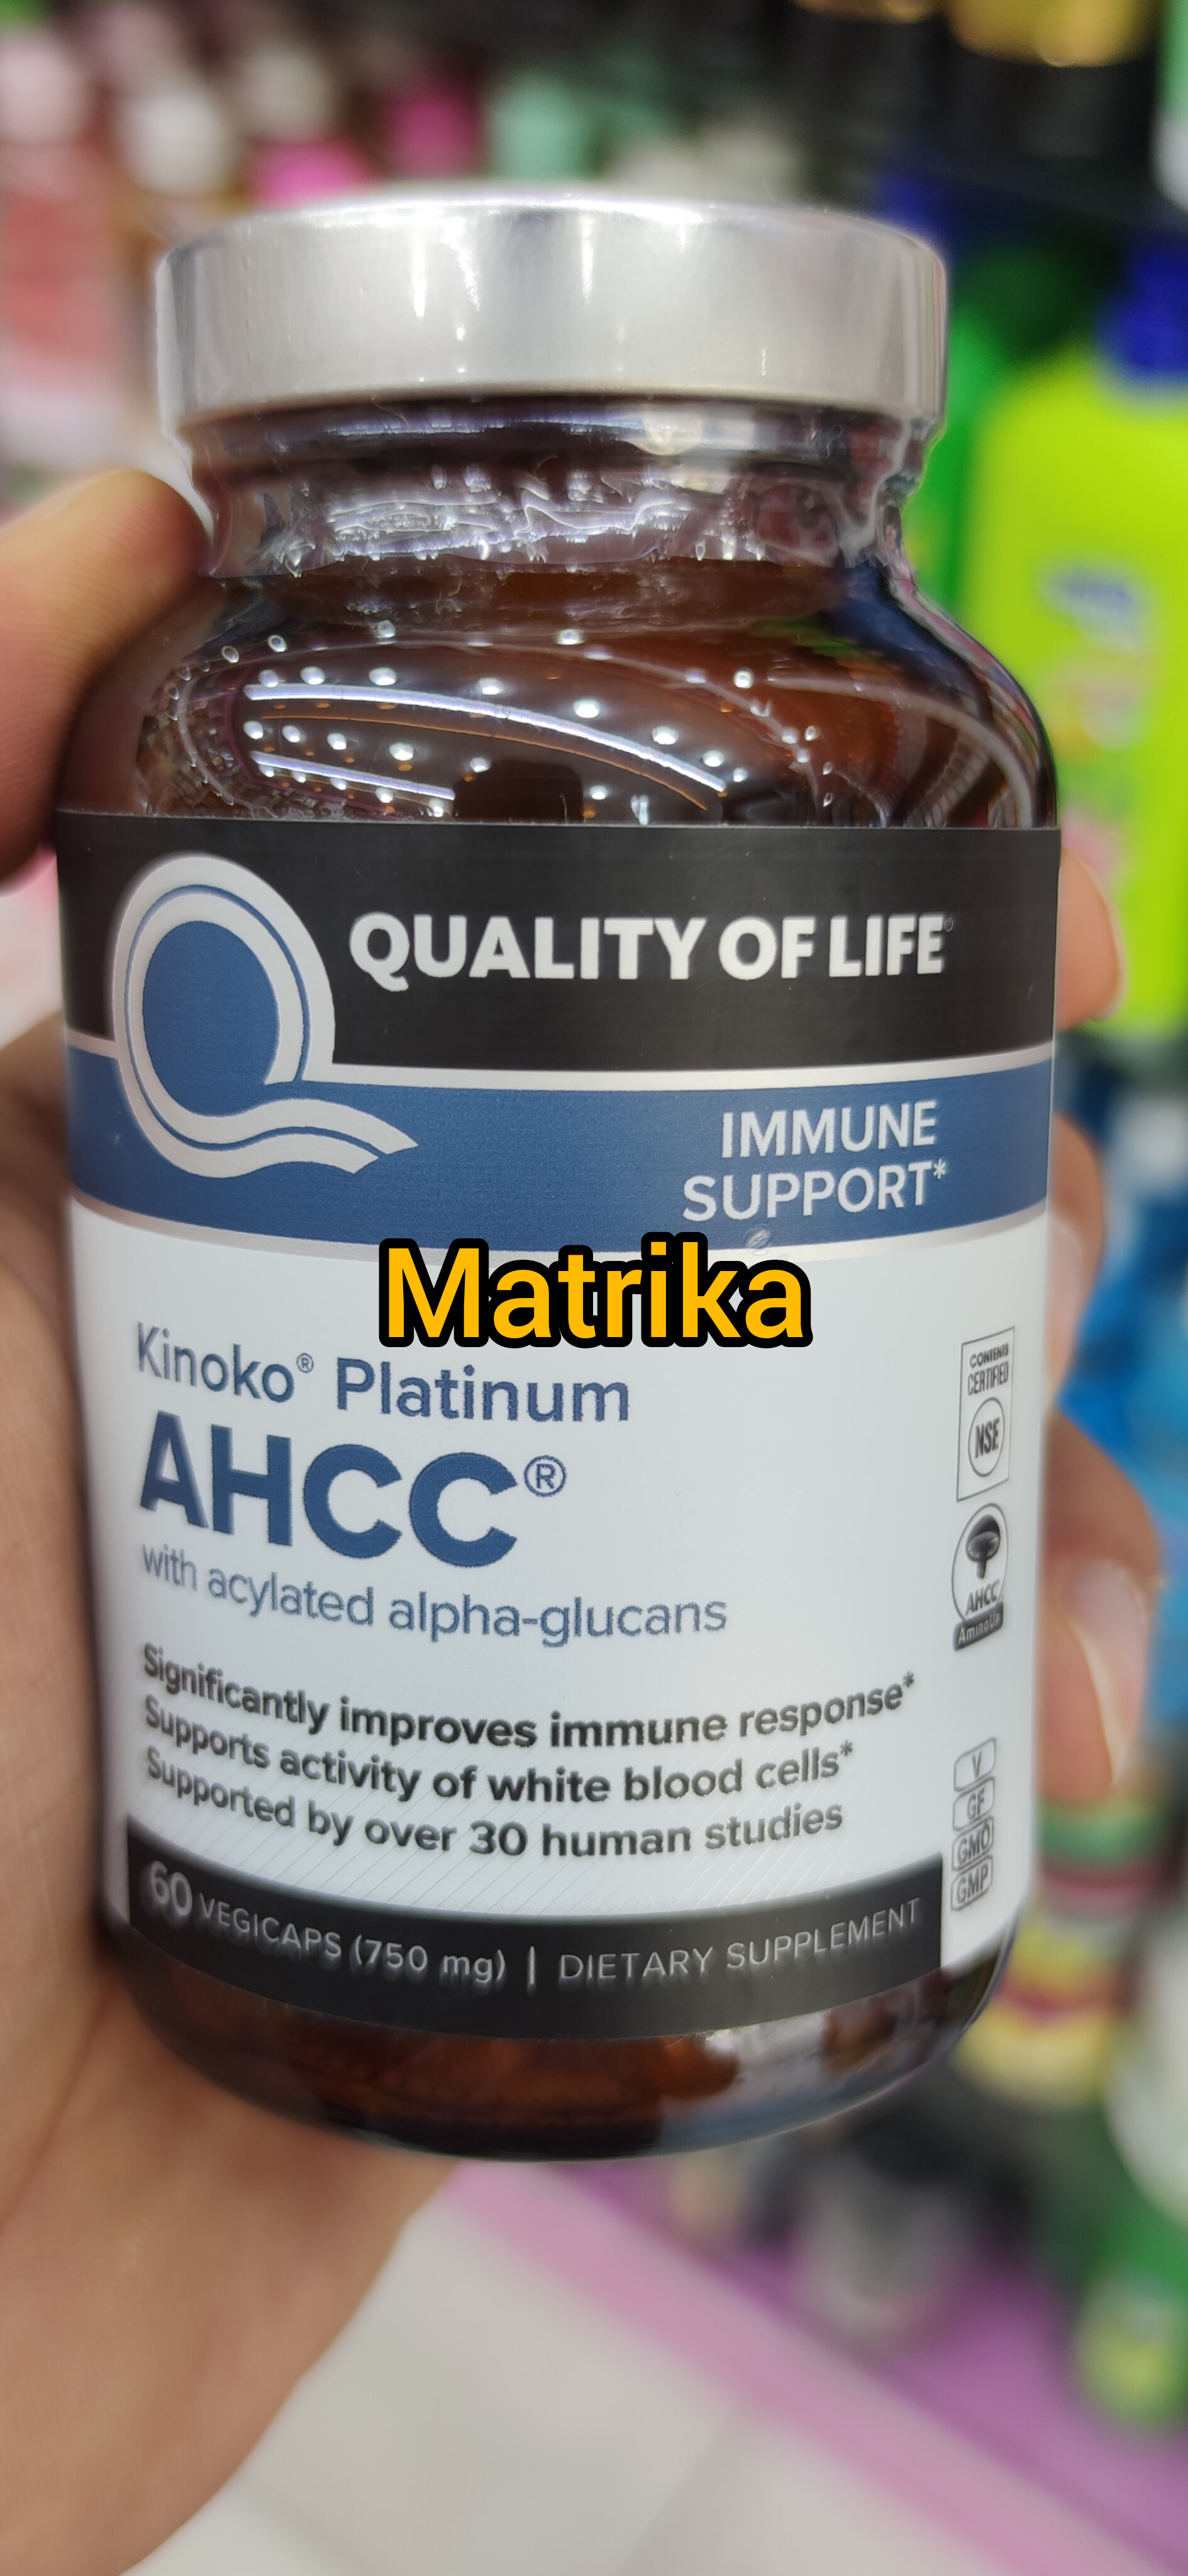 QUALITY OF LIFE
IMMUNE
SUPPORT*
Matrika
Kinoko® Platinum
AHCC®
with acylated alpha-glucans
Significantly improves immune response*
Supports activity of white blood cells*
Supported by over 30 human studies
60 VEGICAPS (750 mg) | DIETARY SUPPLEMENT
CONTENTS
CERTIFIED
NSF
AHCC
AminoUp
V
GF
GMO
GMP